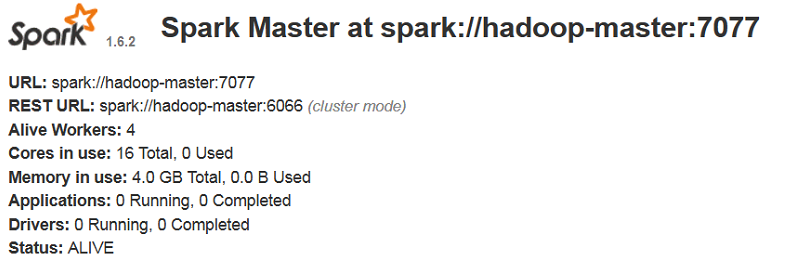 Spark 1.6.2 Spark Master at spark://hadoop-master:7077
URL: spark://hadoop-master:7077
REST URL: spark://hadoop-master:6066 (cluster mode)
Alive Workers: 4
Cores in use: 16 Total, 0 Used
Memory in use: 4.0 GB Total, 0.0 B Used
Applications: 0 Running, 0 Completed
Drivers: 0 Running, 0 Completed
Status: ALIVE